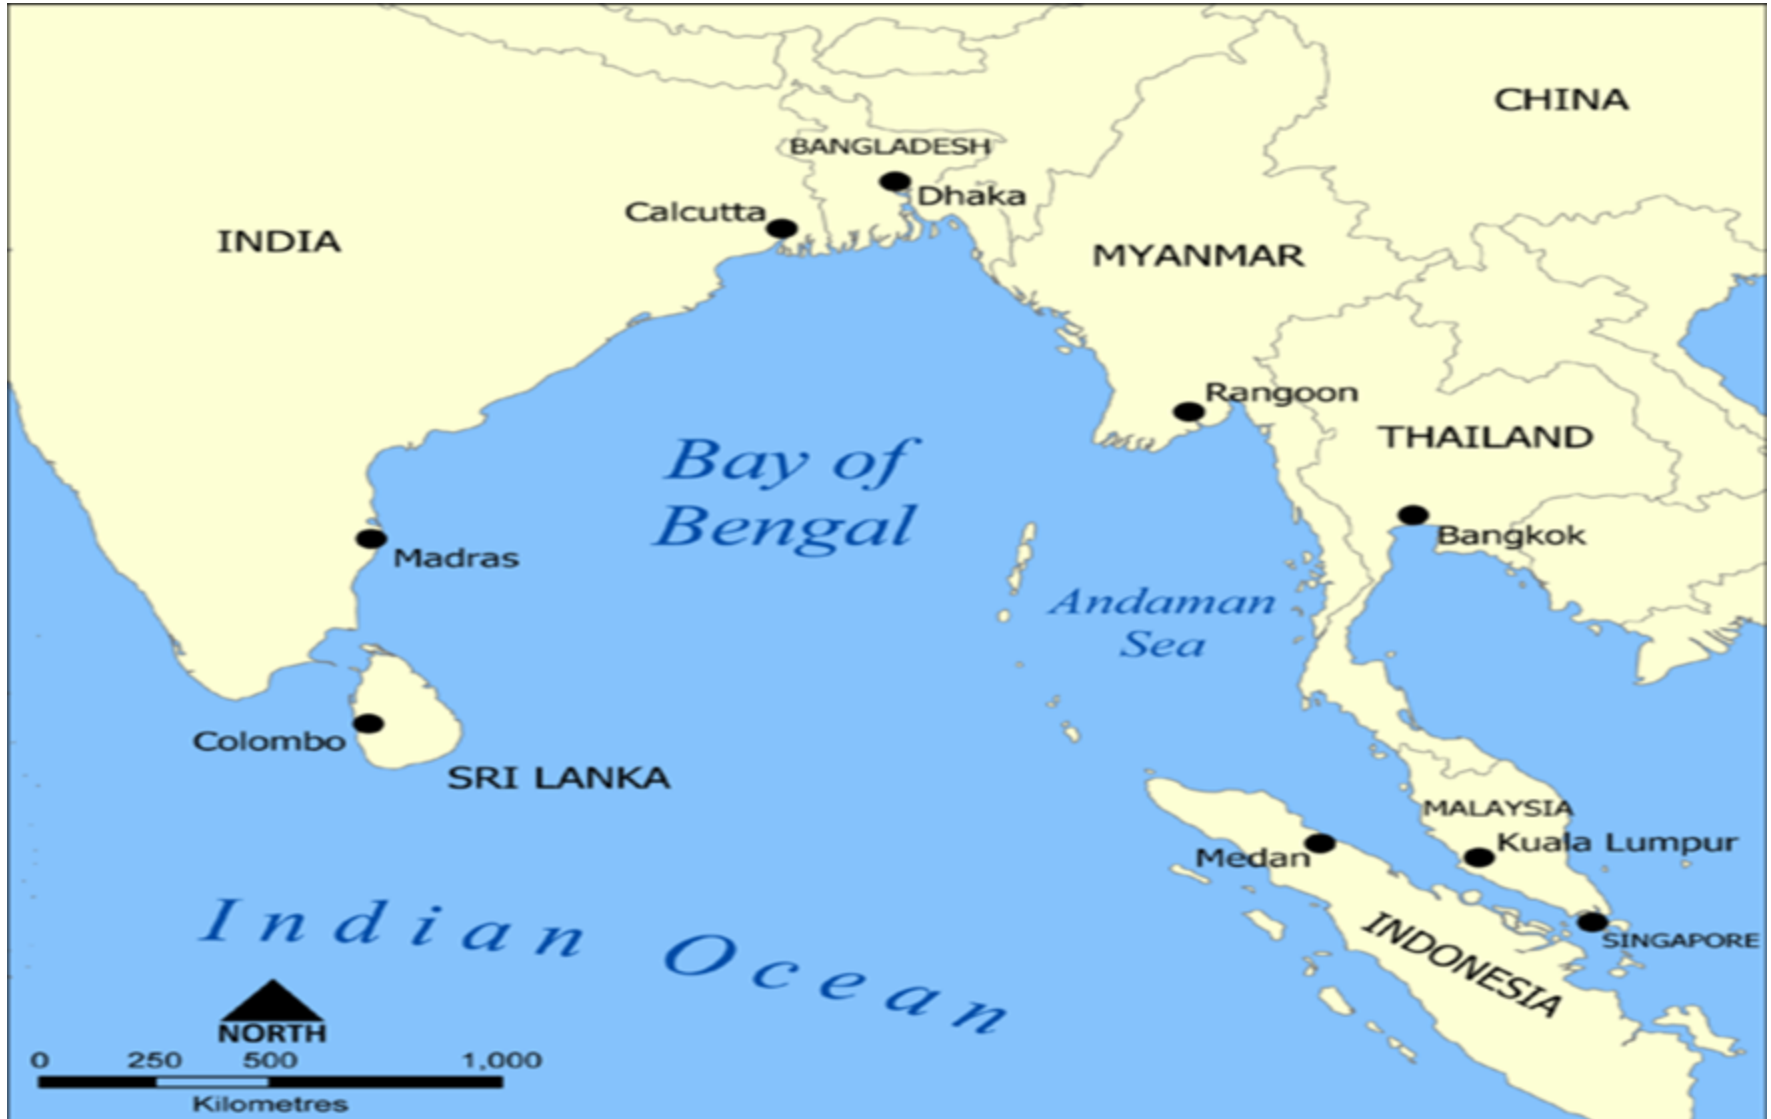 CHINA
BANGLADESH
Dhaka
Calcutta
INDIA
MYANMAR
Rangoon
THAILAND
Bay of
Bengal
Bangkok
Madras
Andaman
Sea
Colombo
SRI LANKA
MALAYSIA
Kuala Lumpur
Medan
INDONESIA
SINGAPORE
Indian Ocean
NORTH
0 250 500 1,000
Kilometres